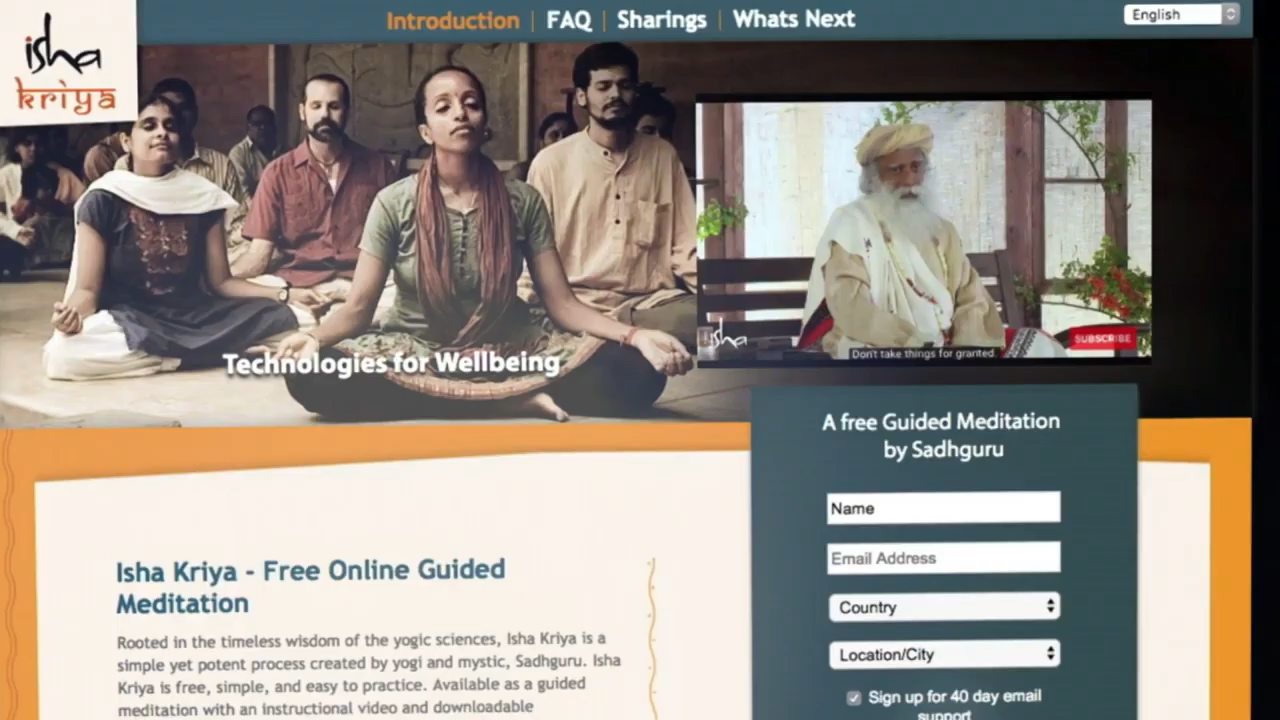 isha
kriya
Introduction | FAQ | Sharings | Whats Next
English
Technologies for Wellbeing
isha
Don't take things for granted
SUBSCRIBE
A free Guided Meditation
by Sadhguru
Name
Email Address
Country
Location/City
Sign up for 40 day email
support
Isha Kriya - Free Online Guided
Meditation
Rooted in the timeless wisdom of the yogic sciences, Isha Kriya is a
simple yet potent process created by yogi and mystic, Sadhguru. Isha
Kriya is free, simple, and easy to practice. Available as a guided
meditation with an instructional video and downloadable